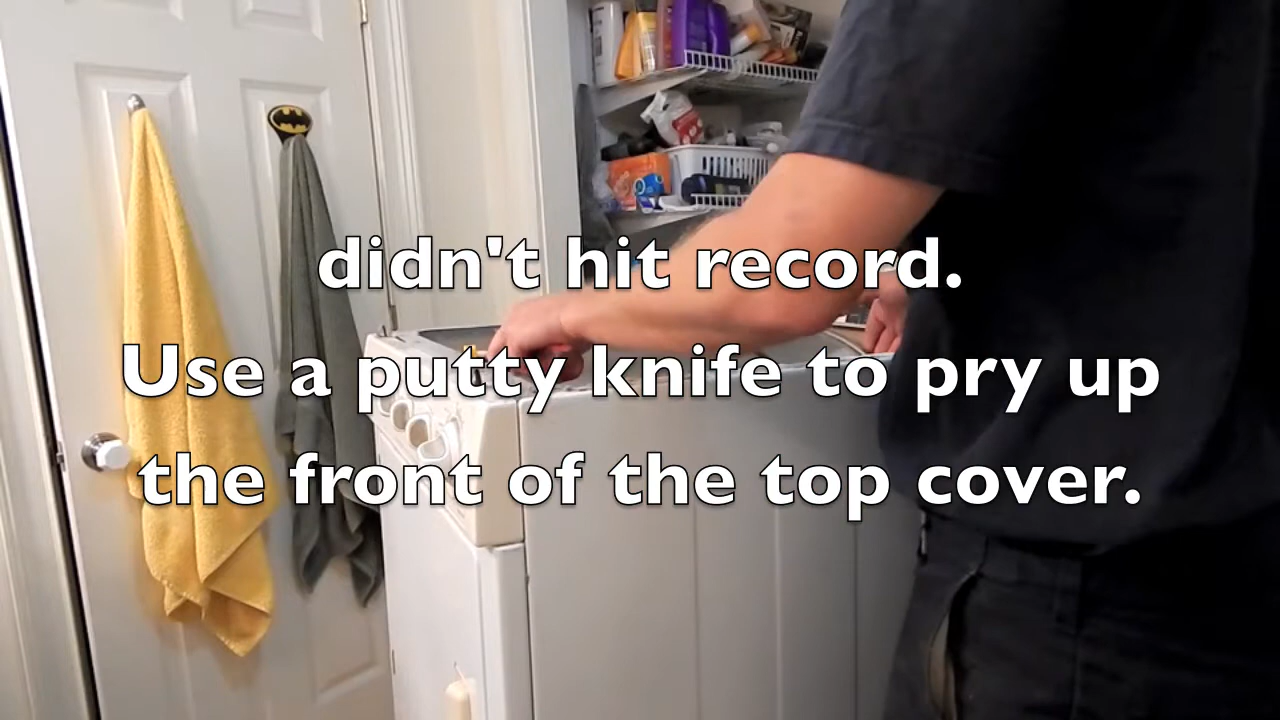 didn't hit record.
Use a putty knife to pry up
the front of the top cover.